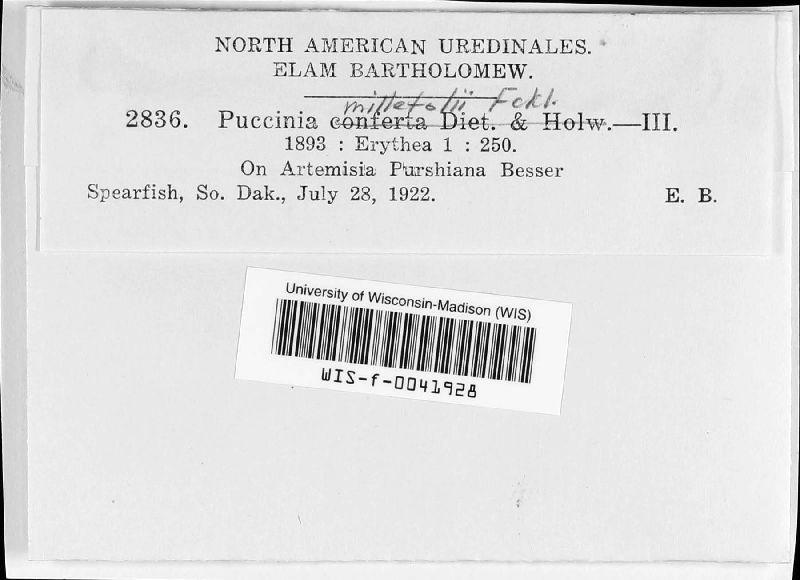 NORTH AMERICAN UREDINALES.
ELAM BARTHOLOMEW.
millefolii Fckl.
2836. Puccinia conferta Diet. & Holw.—III.
1893 : Erythea 1 : 250.
On Artemisia Purshiana Besser
Spearfish, So. Dak., July 28, 1922. E. B.
University of Wisconsin-Madison (WIS)
WIS-f-0041928